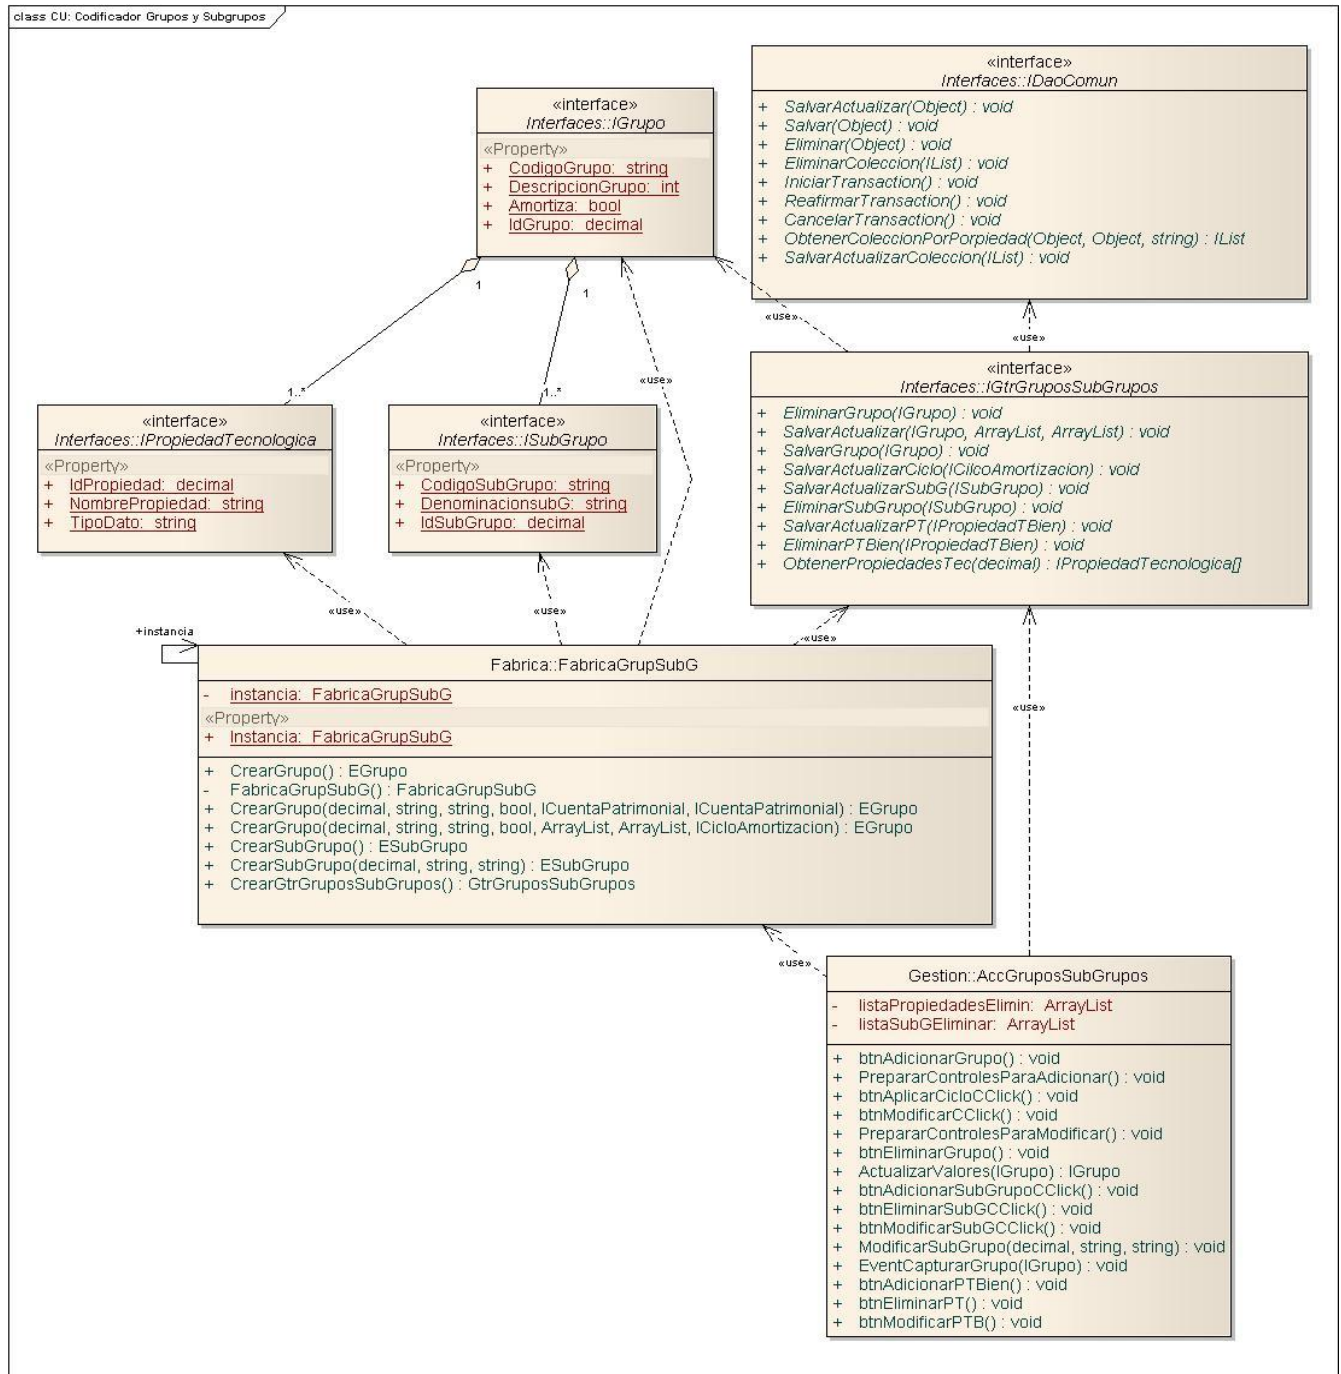 class CU: Codificador Grupos y Subgrupos
«interface»
Interfaces::IDaoComun
+ SalvarActualizar(Object) : void
+ Salvar(Object) : void
+ Eliminar(Object) : void
+ EliminarColeccion(IList) : void
+ IniciarTransaction() : void
+ ReafirmarTransaction() : void
+ CancelarTransaction() : void
+ ObtenerColeccionPorPorpiedad(Object, Object, string) : IList
+ SalvarActualizarColeccion(IList) : void
«interface»
Interfaces::IGrupo
«Property»
+ CodigoGrupo: string
+ DescripcionGrupo: int
+ Amortiza: bool
+ IdGrupo: decimal
1
1
«use»
«use»
«use»
1..*
1..*
«interface»
Interfaces::IGtrGruposSubGrupos
+ EliminarGrupo(IGrupo) : void
+ SalvarActualizar(IGrupo, ArrayList, ArrayList) : void
+ SalvarGrupo(IGrupo) : void
+ SalvarActualizarCiclo(ICilcoAmortizacion) : void
+ SalvarActualizarSubG(ISubGrupo) : void
+ EliminarSubGrupo(ISubGrupo) : void
+ SalvarActualizarPT(IPropiedadTBien) : void
+ EliminarPTBien(IPropiedadTBien) : void
+ ObtenerPropiedadesTec(decimal) : IPropiedadTecnologica[]
«interface»
Interfaces::IPropiedadTecnologica
«Property»
+ IdPropiedad: decimal
+ NombrePropiedad: string
+ TipoDato: string
«interface»
Interfaces::ISubGrupo
«Property»
+ CodigoSubGrupo: string
+ DenominacionsubG: string
+ IdSubGrupo: decimal
«use»
«use»
«use»
+instancia
Fabrica::FabricaGrupSubG
- instancia: FabricaGrupSubG
«Property»
+ Instancia: FabricaGrupSubG
+ CrearGrupo() : EGrupo
- FabricaGrupSubG() : FabricaGrupSubG
+ CrearGrupo(decimal, string, string, bool, ICuentaPatrimonial, ICuentaPatrimonial) : EGrupo
+ CrearGrupo(decimal, string, string, bool, ArrayList, ArrayList, ICicloAmortizacion) : EGrupo
+ CrearSubGrupo() : ESubGrupo
+ CrearSubGrupo(decimal, string, string) : ESubGrupo
+ CrearGtrGruposSubGrupos() : GtrGruposSubGrupos
«use»
«use»
Gestion::AccGruposSubGrupos
- listaPropiedadesElimin: ArrayList
- listaSubGEliminar: ArrayList
+ btnAdicionarGrupo() : void
+ PrepararControlesParaAdicionar() : void
+ btnAplicarCicloCClick() : void
+ btnModificarCClick() : void
+ PrepararControlesParaModificar() : void
+ btnEliminarGrupo() : void
+ ActualizarValores(IGrupo) : IGrupo
+ btnAdicionarSubGrupoCClick() : void
+ btnEliminarSubGCClick() : void
+ btnModificarSubGCClick() : void
+ ModificarSubGrupo(decimal, string, string) : void
+ EventCapturarGrupo(IGrupo) : void
+ btnAdicionarPTBien() : void
+ btnEliminarPT() : void
+ btnModificarPTB() : void